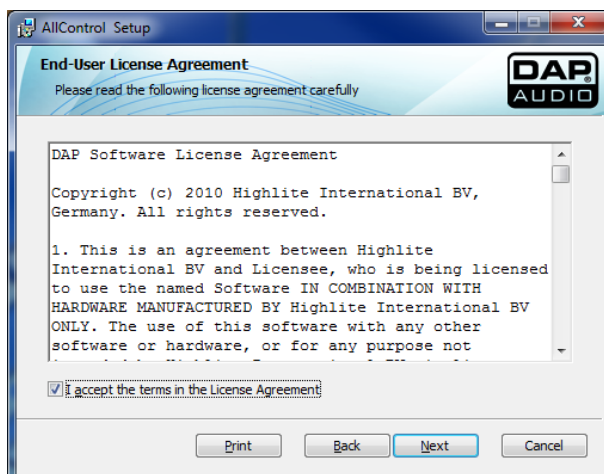 AllControl Setup
End-User License Agreement
Please read the following license agreement carefully
DAP
AUDIO
DAP Software License Agreement
Copyright (c) 2010 Highlite International BV,
Germany. All rights reserved.
1. This is an agreement between Highlite
International BV and Licensee, who is being licensed
to use the named Software IN COMBINATION WITH
HARDWARE MANUFACTURED BY Highlite International BV
ONLY. The use of this software with any other
software or hardware, or for any purpose not
I accept the terms in the License Agreement
Print
Back
Next
Cancel